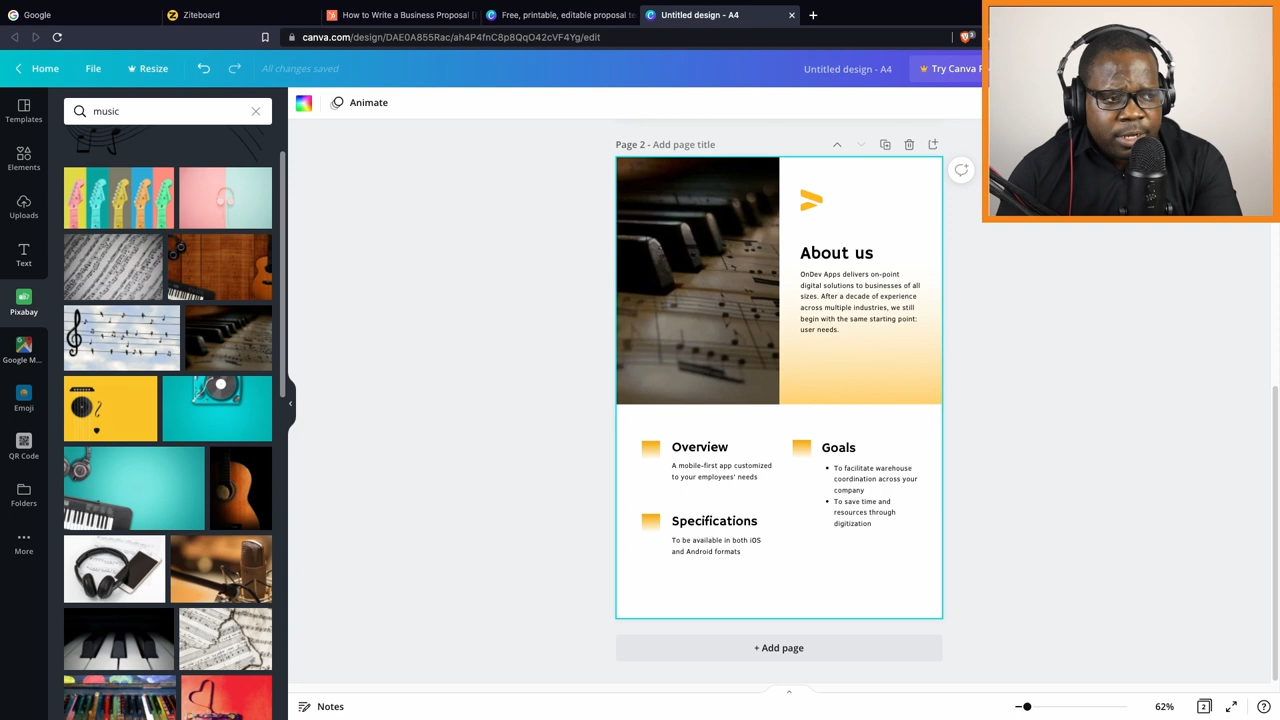 Google
Ziteboard
How to Write a Business Proposal [
Free, printable, editable proposal te
Untitled design - A4
canva.com/design/DAE0A855Rac/ah4P4fnC8p8QqO42cVF4Yg/edit
Home
File
Resize
All changes saved
Untitled design - A4
Try Canva P
Templates
Elements
Uploads
Text
Pixabay
Google M...
Emoji
QR Code
Folders
More
music
Animate
Page 2 - Add page title
About us
OnDev Apps delivers on-point
digital solutions to businesses of all
sizes. After a decade of experience
across multiple industries, we still
begin with the same starting point:
user needs.
Overview
A mobile-first app customized
to your employees' needs
Specifications
To be available in both iOS
and Android formats
Goals
• To facilitate warehouse
coordination across your
company
• To save time and
resources through
digitization
+ Add page
Notes
62%
2